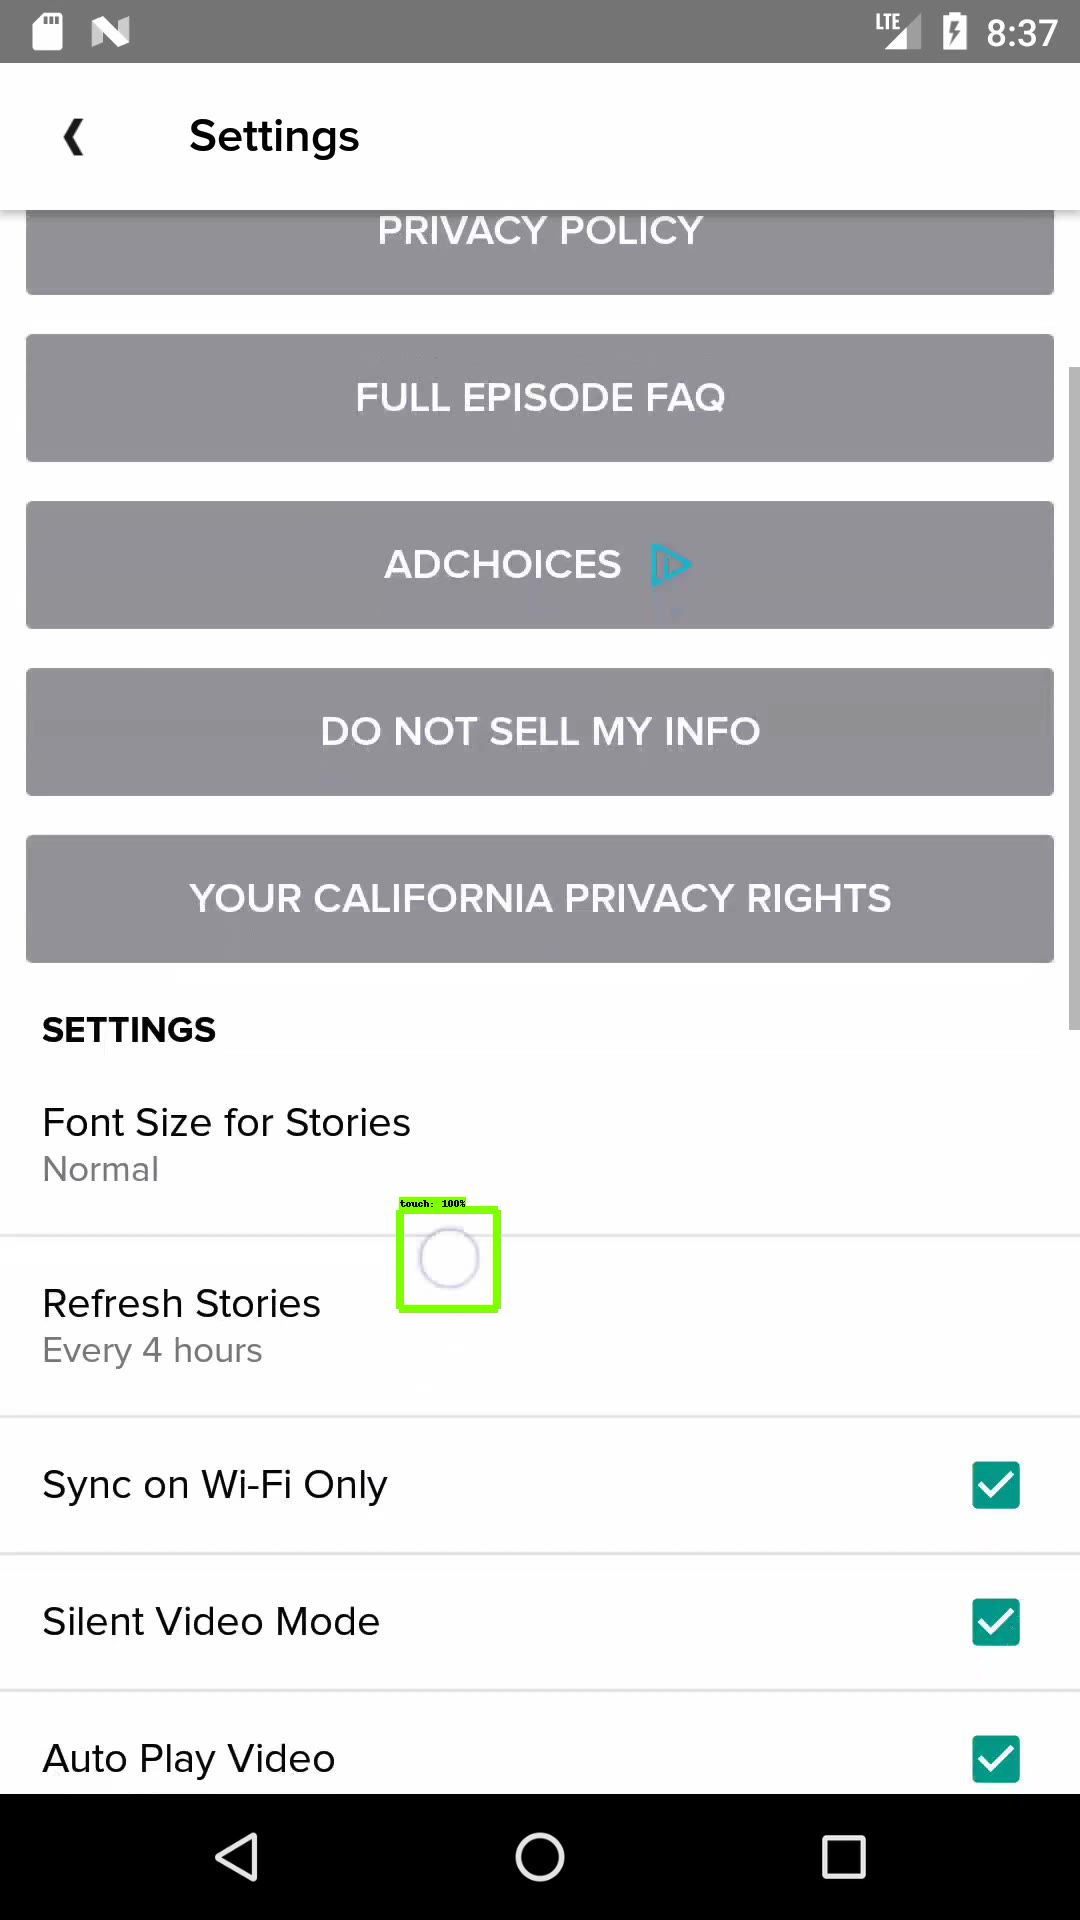 LTE 8:37
Settings
PRIVACY POLICY
FULL EPISODE FAQ
ADCHOICES
DO NOT SELL MY INFO
YOUR CALIFORNIA PRIVACY RIGHTS
SETTINGS
Font Size for Stories
Normal
touch: 100%
Refresh Stories
Every 4 hours
Sync on Wi-Fi Only
Silent Video Mode
Auto Play Video